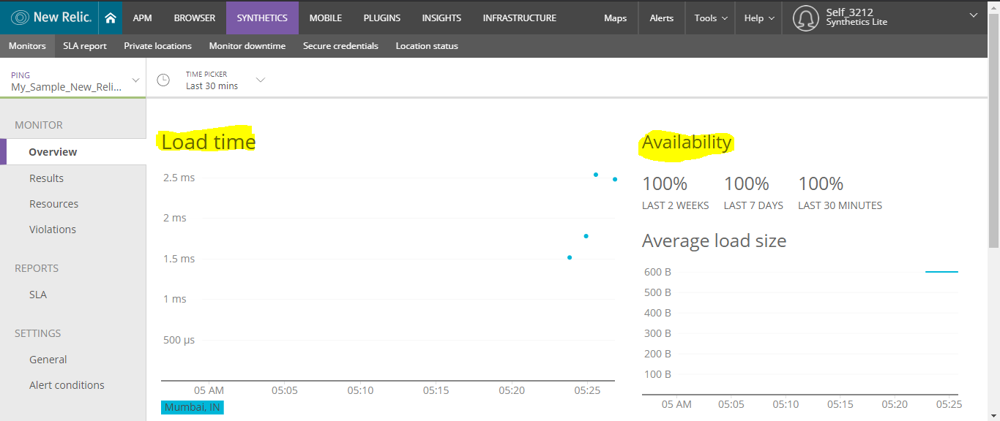 New Relic.
APM
BROWSER
SYNTHETICS
MOBILE
PLUGINS
INSIGHTS
INFRASTRUCTURE
Maps
Alerts
Tools
Help
Self_3212
Synthetics Lite
Monitors
SLA report
Private locations
Monitor downtime
Secure credentials
Location status
PING
My_Sample_New_Reli...
TIME PICKER
Last 30 mins
MONITOR
Overview
Results
Resources
Violations
REPORTS
SLA
SETTINGS
General
Alert conditions
Load time
2.5 ms
2 ms
1.5 ms
1 ms
500 µs
05 AM
05:05
05:10
05:15
05:20
05:25
Mumbai, IN
Availability
100%
100%
100%
LAST 2 WEEKS
LAST 7 DAYS
LAST 30 MINUTES
Average load size
600 B
500 B
400 B
300 B
200 B
100 B
05 AM
05:05
05:10
05:15
05:20
05:25